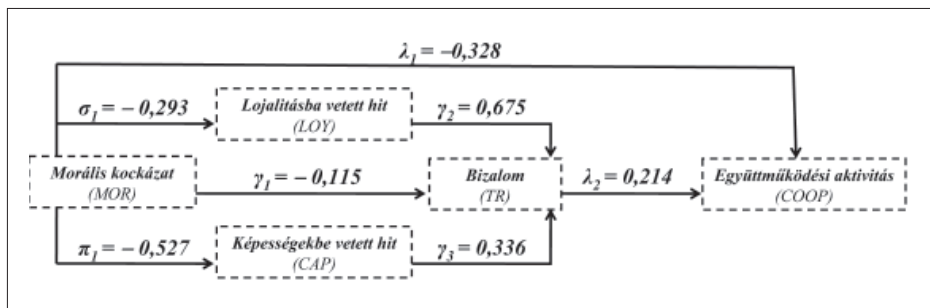 λ₁ = –0,328
σ₁ = – 0,293
Lojalitásba vetett hit
(LOY)
γ₂ = 0,675
Morális kockázat
(MOR)
γ₁ = – 0,115
Bizalom
(TR)
λ₂ = 0,214
Együttműködési aktivitás
(COOP)
π₁ = – 0,527
Képességekbe vetett hit
(CAP)
γ₃ = 0,336